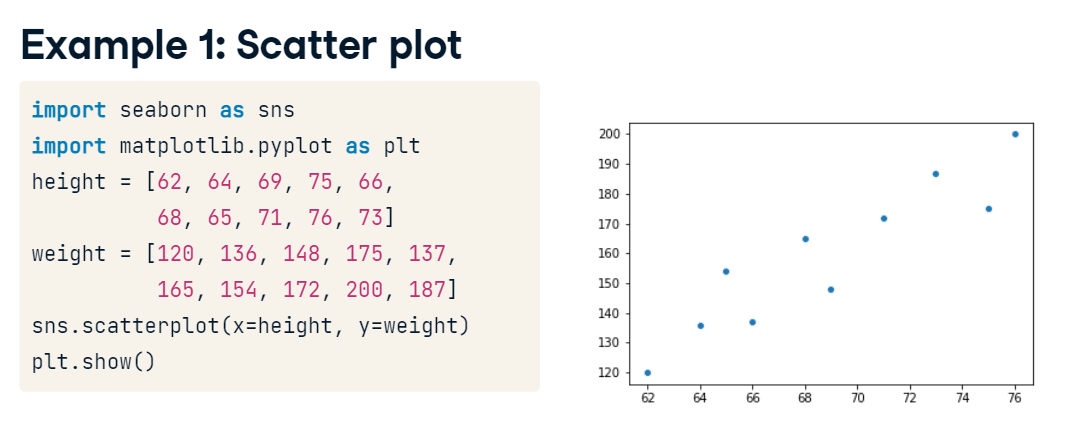 Example 1: Scatter plot
import seaborn as sns
import matplotlib.pyplot as plt
height = [62, 64, 69, 75, 66,
68, 65, 71, 76, 73]
weight = [120, 136, 148, 175, 137,
165, 154, 172, 200, 187]
sns.scatterplot(x=height, y=weight)
plt.show()
200
190
180
170
160
150
140
130
120
62 64 66 68 70 72 74 76